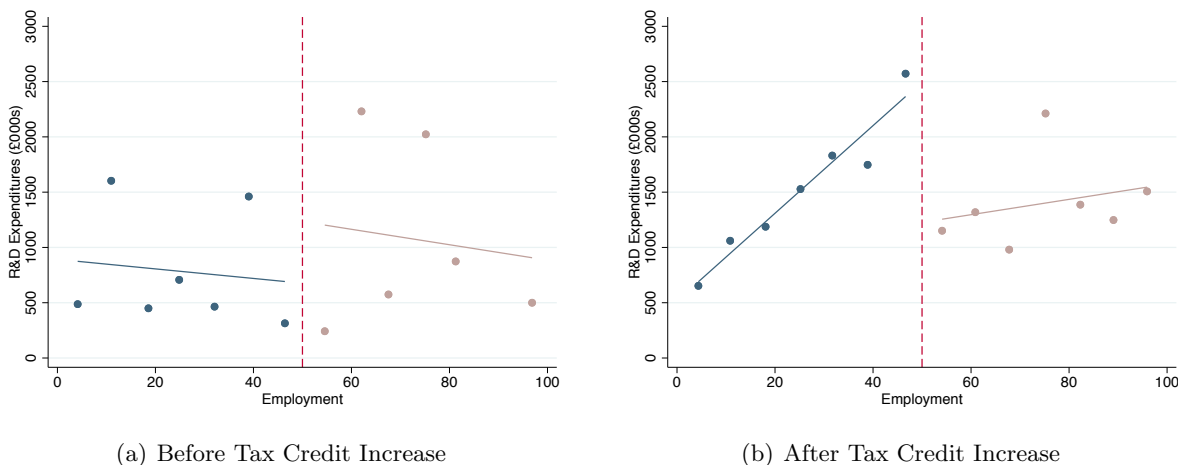 R&D Expenditures (£000s)
3000
2500
2000
1500
1000
500
0
0 20 40 60 80 100
Employment
(a) Before Tax Credit Increase
R&D Expenditures (£000s)
3000
2500
2000
1500
1000
500
0
0 20 40 60 80 100
Employment
(b) After Tax Credit Increase